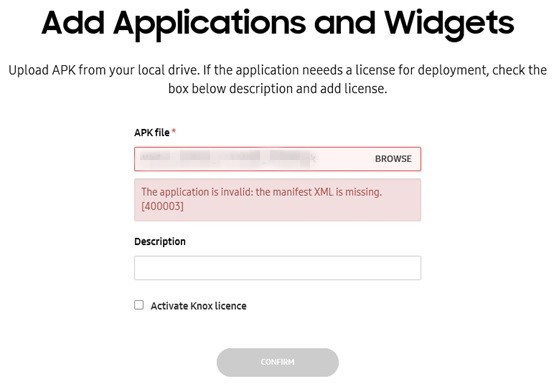 Add Applications and Widgets
Upload APK from your local drive. If the application neeeds a license for deployment, check the
box below description and add license.
APK file *
BROWSE
The application is invalid: the manifest XML is missing.
[400003]
Description
Activate Knox licence
CONFIRM